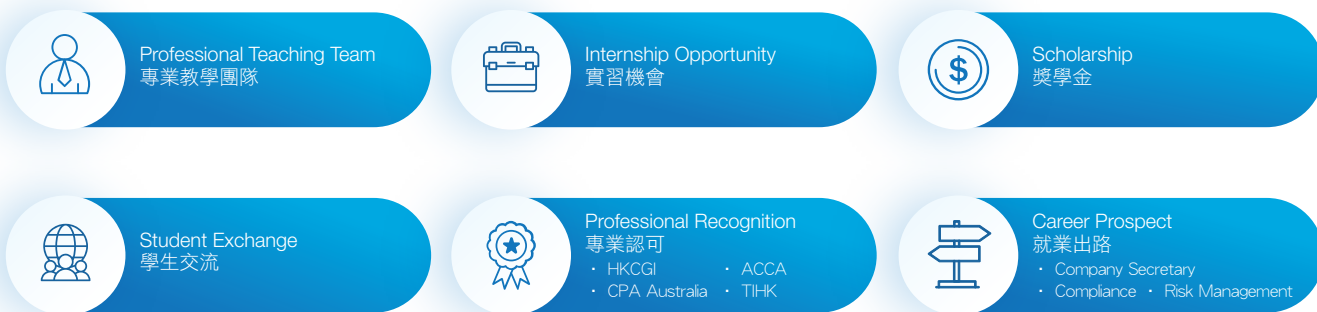 Professional Teaching Team
專業教學團隊
Internship Opportunity
實習機會
$
Scholarship
獎學金
Student Exchange
學生交流
Professional Recognition
專業認可
· HKCGI · ACCA
· CPA Australia · TIHK
Career Prospect
就業出路
· Company Secretary
· Compliance · Risk Management